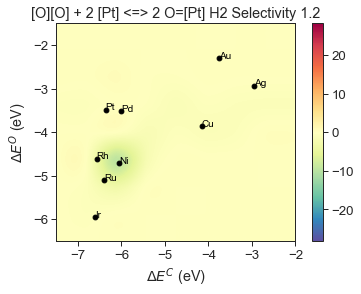 [O][O] + 2 [Pt] <=> 2 O=[Pt] H2 Selectivity 1.2
−2
−3
−4
−5
−6
ΔE^O (eV)
Au
Ag
Pt
Pd
Cu
Rh
Ni
Ru
Ir
−7
−6
−5
−4
−3
−2
ΔE^C (eV)
20
10
0
−10
−20